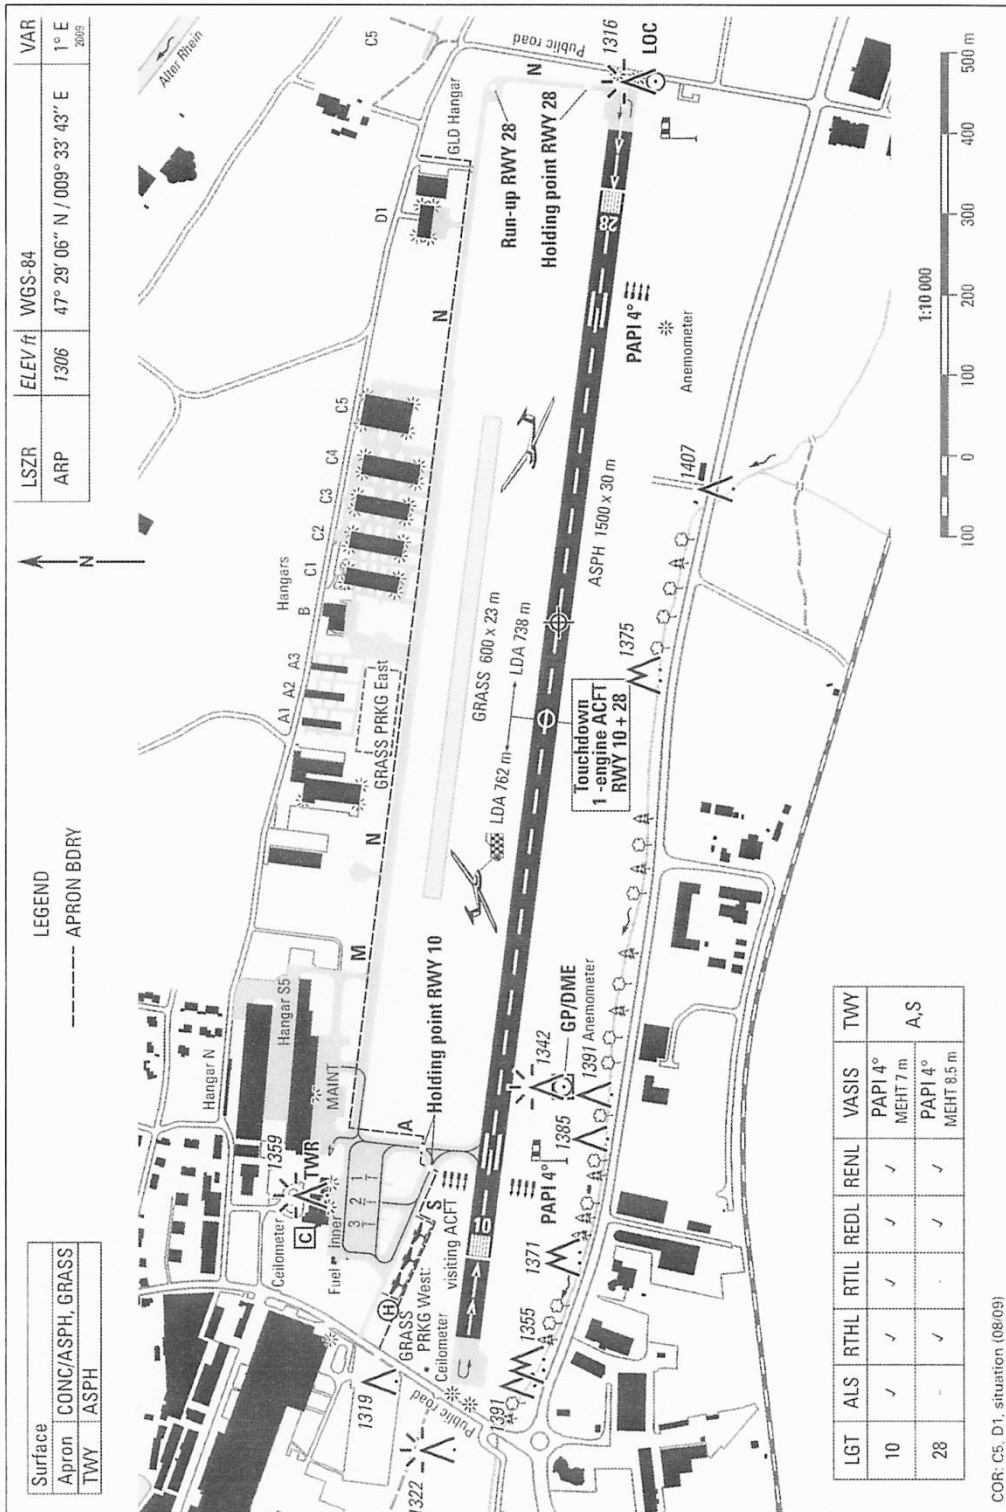 Surface
Apron CONC/ASPH, GRASS
TWY ASPH
LEGEND
APRON BDRY
LSZR ELEV ft WGS-84 VAR
ARP 1306 47° 29' 06" N / 009° 33' 43" E 1° E
2009
N
Alter Rhein
C5
Public road
GLD Hangar
D1
Hangars
A1
A2
A3
B
C1
C2
C3
C4
C5
Hangar N
Hangar S5
MAINT
1359
TWR
Ceilometer
C
Fuel
Inner
3
2
1
T
T
T
A
M
N
N
N
GRASS PRKG East
Holding point RWY 10
Run-up RWY 28
Holding point RWY 28
1316
LOC
H
S
GRASS
PRKG West:
visiting ACFT
Ceilometer
Public road
1319
1322
1391
1355
1371
1385
1391
1342
GP/DME
Anemometer
PAPI 4°
10
28
LDA 762 m
LDA 738 m
GRASS 600 x 23 m
ASPH 1500 x 30 m
Touchdown
1 -engine ACFT
RWY 10 + 28
1375
1407
PAPI 4°
Anemometer
1:10 000
100 0 100 200 300 400 500 m
LGT ALS RTHL RTIL REDL RENL VASIS TWY
10 ✓ ✓ ✓ ✓ ✓ PAPI 4°
MEHT 7 m A,S
28 - ✓ - ✓ ✓ PAPI 4°
MEHT 8.5 m
COR: C5, D1, situation (08/09)